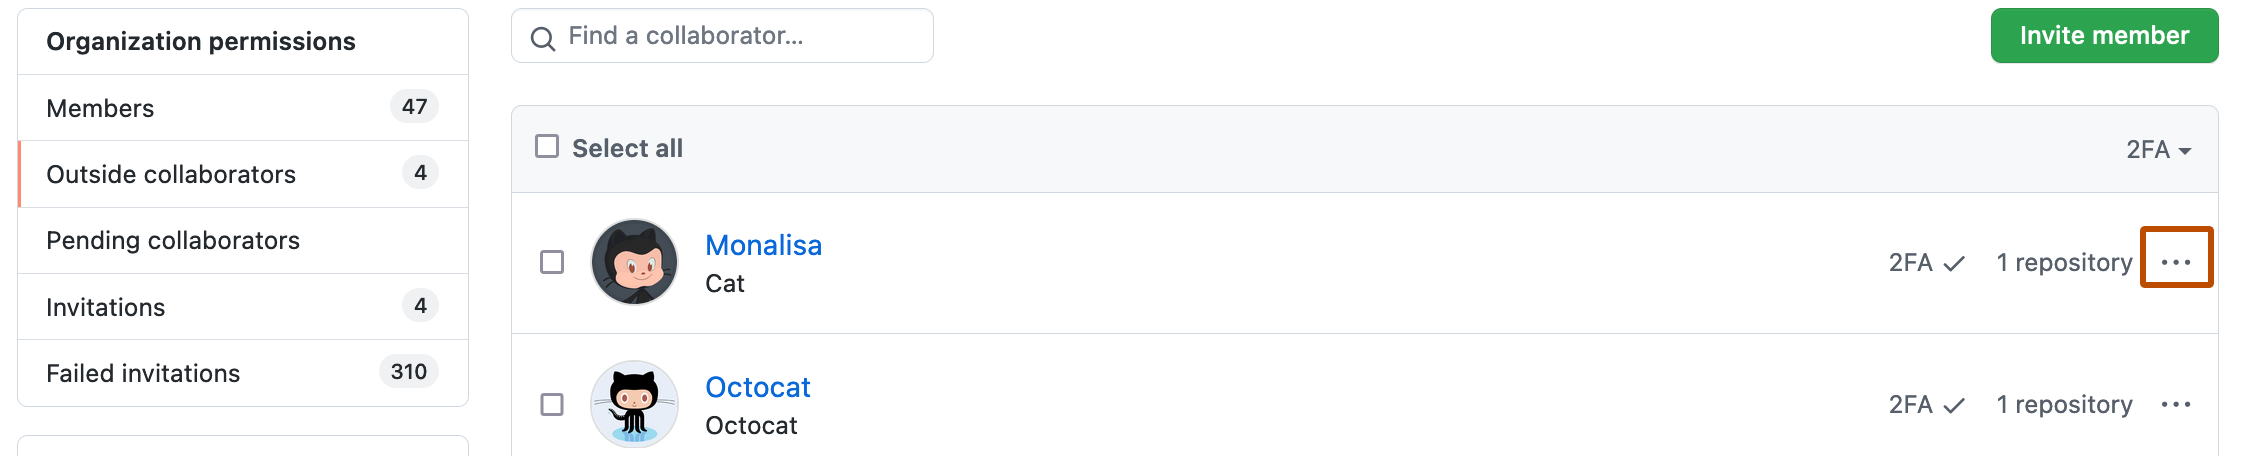 Organization permissions
Members 47
Outside collaborators 4
Pending collaborators
Invitations 4
Failed invitations 310
Find a collaborator...
Invite member
Select all
2FA
Monalisa
Cat
2FA 1 repository
Octocat
Octocat
2FA 1 repository